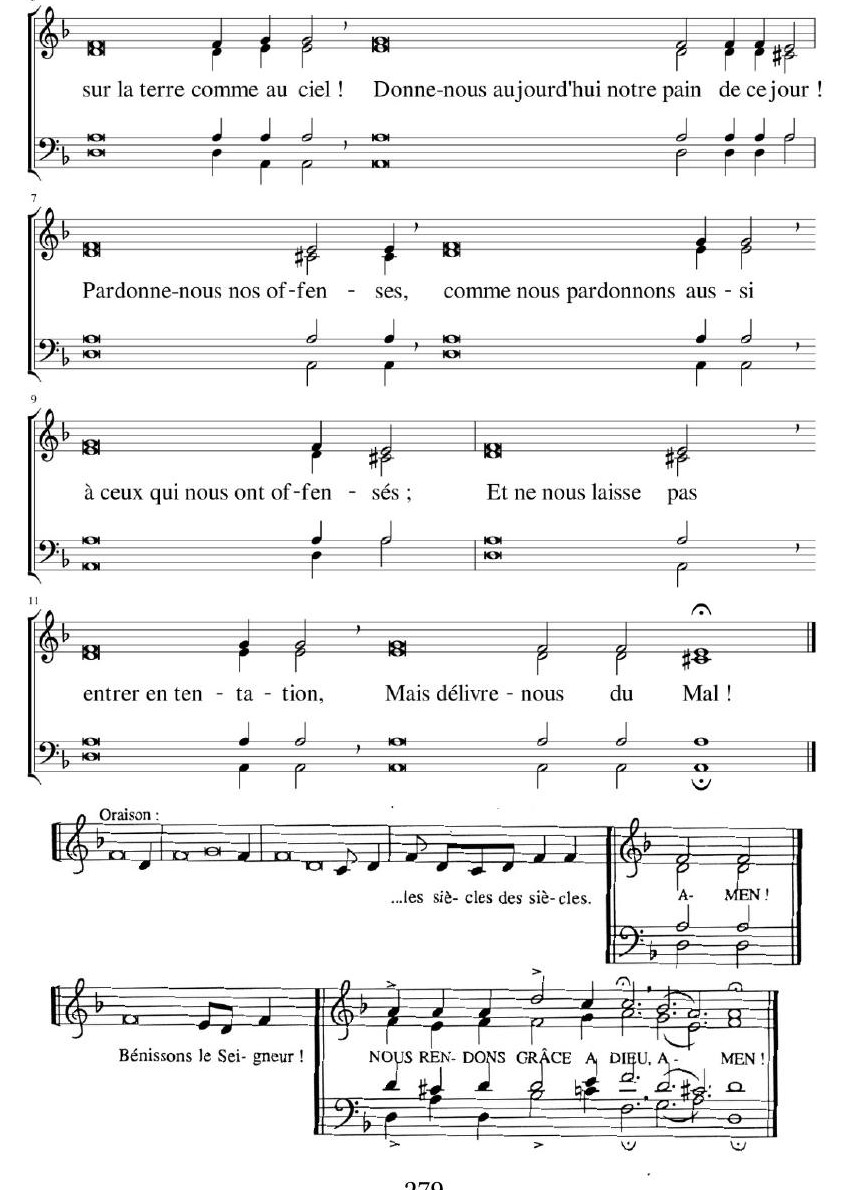 sur la terre comme au ciel ! Donne-nous aujourd'hui notre pain de ce jour !
7
Pardonne-nous nos of-fen - ses, comme nous pardonnons aus - si
9
à ceux qui nous ont of-fen - sés ; Et ne nous laisse pas
11
entrer en ten - ta - tion, Mais délivre - nous du Mal !
Oraison :
...les siè- cles des siè- cles. A- MEN !
Bénissons le Sei- gneur ! NOUS REN- DONS GRÂCE A DIEU, A- MEN !
279